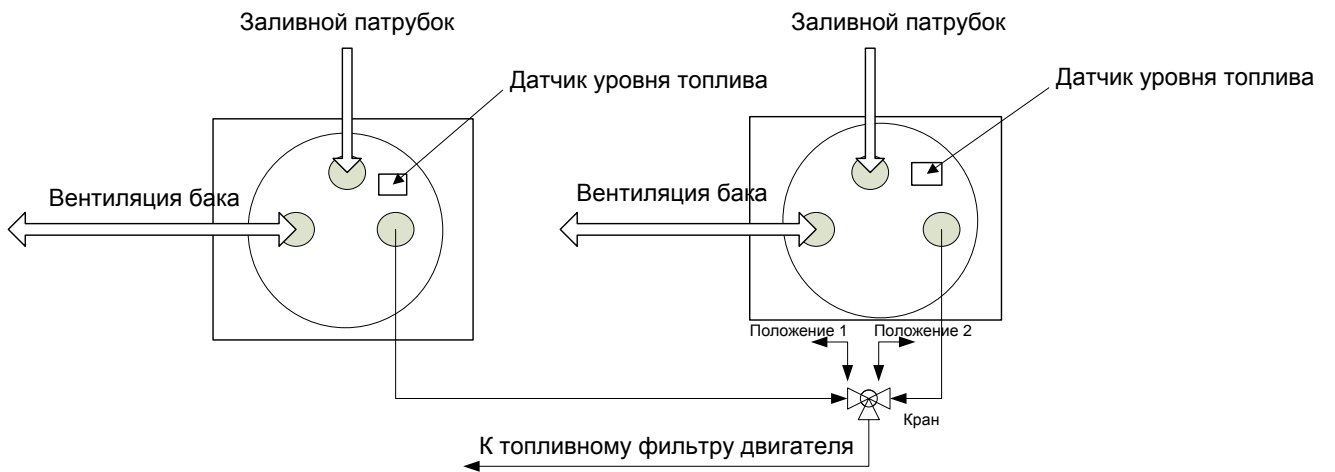 Заливной патрубок
Заливной патрубок
Датчик уровня топлива
Датчик уровня топлива
Вентиляция бака
Вентиляция бака
Положение 1
Положение 2
Кран
К топливному фильтру двигателя